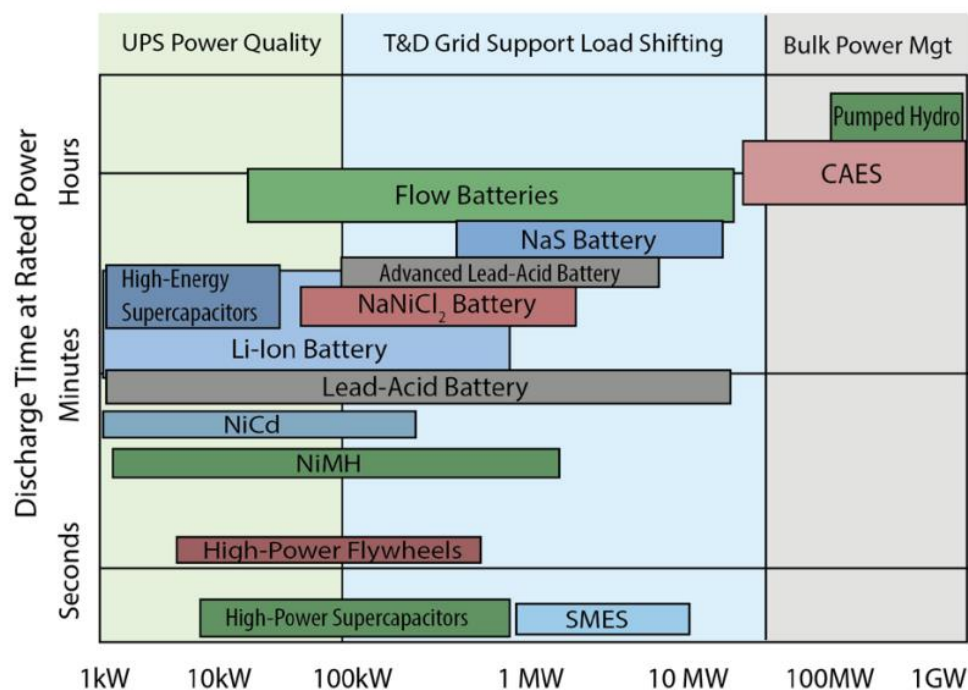 UPS Power Quality
T&D Grid Support Load Shifting
Bulk Power Mgt
Discharge Time at Rated Power
Hours
Minutes
Seconds
Pumped Hydro
CAES
Flow Batteries
NaS Battery
Advanced Lead-Acid Battery
High-Energy
Supercapacitors
NaNiCl₂ Battery
Li-Ion Battery
Lead-Acid Battery
NiCd
NiMH
High-Power Flywheels
High-Power Supercapacitors
SMES
1kW
10kW
100kW
1 MW
10 MW
100MW
1GW